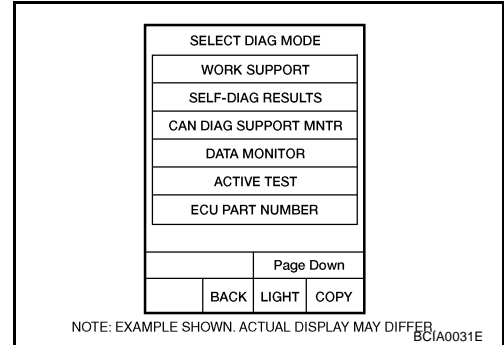 SELECT DIAG MODE
WORK SUPPORT
SELF-DIAG RESULTS
CAN DIAG SUPPORT MNTR
DATA MONITOR
ACTIVE TEST
ECU PART NUMBER
Page Down
BACK LIGHT COPY
NOTE: EXAMPLE SHOWN. ACTUAL DISPLAY MAY DIFFER.
BCIA0031E